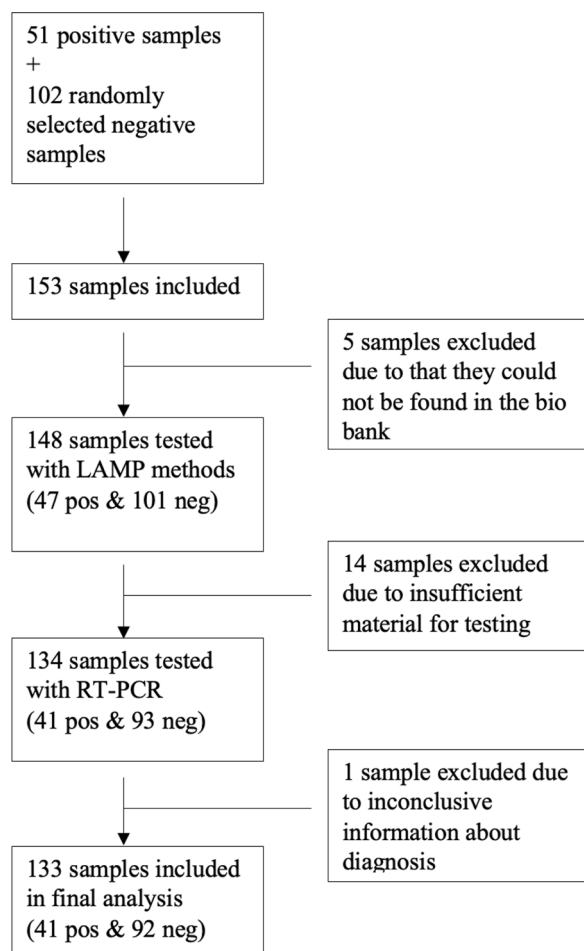 51 positive samples
+
102 randomly
selected negative
samples
153 samples included
5 samples excluded
due to that they could
not be found in the bio
bank
148 samples tested
with LAMP methods
(47 pos & 101 neg)
14 samples excluded
due to insufficient
material for testing
134 samples tested
with RT-PCR
(41 pos & 93 neg)
1 sample excluded due
to inconclusive
information about
diagnosis
133 samples included
in final analysis
(41 pos & 92 neg)